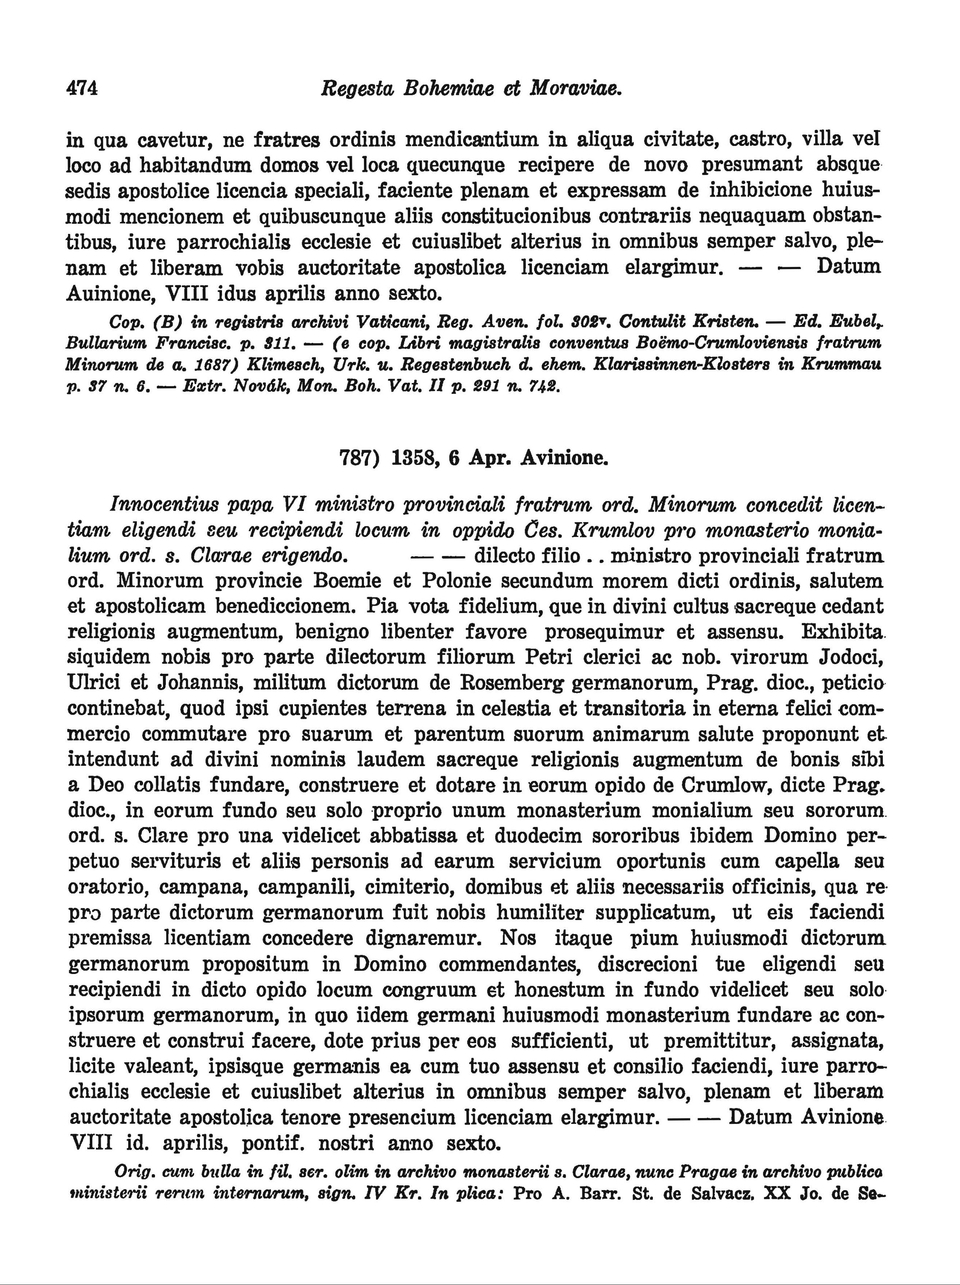 474 Regesta Bohemiae et Moraviae.
in qua cavetur, ne fratres ordinis mendicantium in aliqua civitate, castro, villa vel
loco ad habitandum domos vel loca quecunque recipere de novo presumant absque
sedis apostolice licencia speciali, faciente plenam et expressam de inhibicione huius-
modi mencionem et quibuscunque aliis constitucionibus contrariis nequaquam obstan-
tibus, iure parrochialis ecclesie et cuiuslibet alterius in omnibus semper salvo, ple-
nam et liberam vobis auctoritate apostolica licenciam elargimur. — — Datum
Auinione, VIII idus aprilis anno sexto.
Cop. (B) in registris archivi Vaticani, Reg. Aven. fol. 302v. Contulit Kristen. — Ed. Eubel,
Bullarium Francisc. p. 311. — (e cop. Libri magistralis conventus Boëmo-Crumloviensis fratrum
Minorum de a. 1687) Klimesch, Urk. u. Regestenbuch d. ehem. Klarissinnen-Klosters in Krummau
p. 37 n. 6. — Extr. Novák, Mon. Boh. Vat. II p. 291 n. 742.
787) 1358, 6 Apr. Avinione.
Innocentius papa VI ministro provinciali fratrum ord. Minorum concedit licen-
tiam eligendi seu recipiendi locum in oppido Čes. Krumlov pro monasterio monia-
lium ord. s. Clarae erigendo. — — dilecto filio . . ministro provinciali fratrum
ord. Minorum provincie Boemie et Polonie secundum morem dicti ordinis, salutem
et apostolicam benediccionem. Pia vota fidelium, que in divini cultus sacreque cedant
religionis augmentum, benigno libenter favore prosequimur et assensu. Exhibita
siquidem nobis pro parte dilectorum filiorum Petri clerici ac nob. virorum Jodoci,
Ulrici et Johannis, militum dictorum de Rosemberg germanorum, Prag. dioc., peticio
continebat, quod ipsi cupientes terrena in celestia et transitoria in eterna felici com-
mercio commutare pro suarum et parentum suorum animarum salute proponunt et
intendunt ad divini nominis laudem sacreque religionis augmentum de bonis sibi
a Deo collatis fundare, construere et dotare in eorum opido de Crumlow, dicte Prag.
dioc., in eorum fundo seu solo proprio unum monasterium monialium seu sororum
ord. s. Clare pro una videlicet abbatissa et duodecim sororibus ibidem Domino per-
petuo servituris et aliis personis ad earum servicium oportunis cum capella seu
oratorio, campana, campanili, cimiterio, domibus et aliis necessariis officinis, qua re
pro parte dictorum germanorum fuit nobis humiliter supplicatum, ut eis faciendi
premissa licentiam concedere dignaremur. Nos itaque pium huiusmodi dictorum
germanorum propositum in Domino commendantes, discrecioni tue eligendi seu
recipiendi in dicto opido locum congruum et honestum in fundo videlicet seu solo
ipsorum germanorum, in quo iidem germani huiusmodi monasterium fundare ac con-
struere et construi facere, dote prius per eos sufficienti, ut premittitur, assignata,
licite valeant, ipsisque germanis ea cum tuo assensu et consilio faciendi, iure parro-
chialis ecclesie et cuiuslibet alterius in omnibus semper salvo, plenam et liberam
auctoritate apostolica tenore presencium licenciam elargimur. — — Datum Avinione
VIII id. aprilis, pontif. nostri anno sexto.
Orig. cum bulla in fil. ser. olim in archivo monasterii s. Clarae, nunc Pragae in archivo publico
ministerii rerum internarum, sign. IV Kr. In plica: Pro A. Barr. St. de Salvacz. XX Jo. de Se-